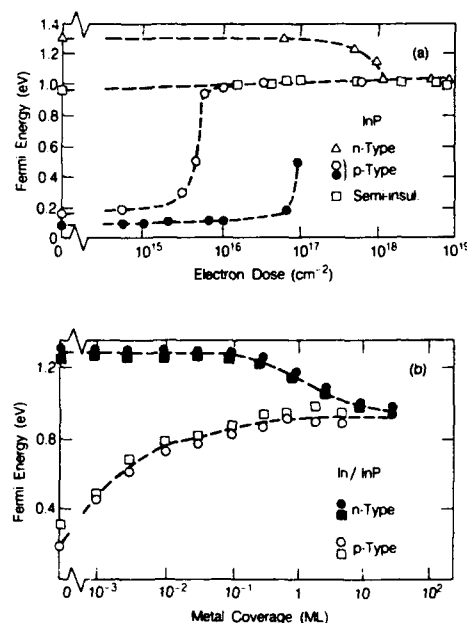 1.4
1.2
1.0
0.8
0.6
0.4
0.2
0
Fermi Energy (eV)
(a)
InP
n-Type
p-Type
Semi-insul.
0
10^15
10^16
10^17
10^18
10^19
Electron Dose (cm^-2)
1.2
0.8
0.4
Fermi Energy (eV)
(b)
In/InP
n-Type
p-Type
0
10^-3
10^-2
10^-1
1
10
10^2
Metal Coverage (ML)